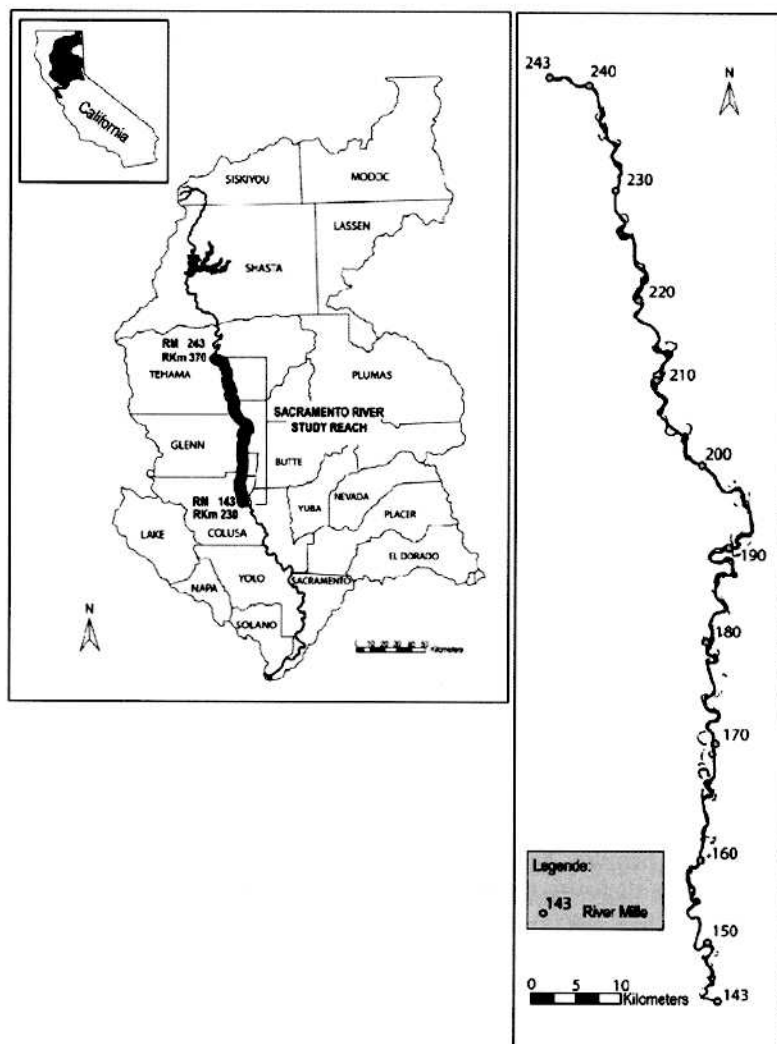 California
N
SISKIYOU
MODOC
LASSEN
SHASTA
RM 243
RKm 370
TEHAMA
PLUMAS
SACRAMENTO RIVER
STUDY REACH
GLENN
BUTTE
RM 143
RKm 230
COLUSA
LAKE
YUBA
NEVADA
PLACER
EL DORADO
SACRAMENTO
YOLO
NAPA
SOLANO
N
Kilometers
243
240
230
220
210
200
190
180
170
160
150
143
Legende:
143 River Mille
0 5 10
Kilometers